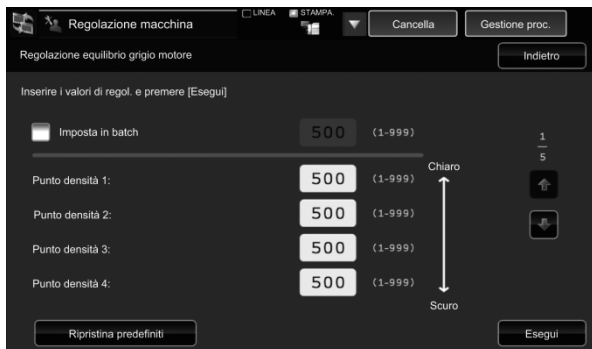 Regolazione macchina LINEA STAMPA. Cancella Gestione proc.
Regolazione equilibrio grigio motore Indietro
Inserire i valori di regol. e premere [Esegui]
Imposta in batch 500 (1-999)
1
5
Chiaro
Punto densità 1: 500 (1-999)
Punto densità 2: 500 (1-999)
Punto densità 3: 500 (1-999)
Punto densità 4: 500 (1-999)
Scuro
Ripristina predefiniti Esegui